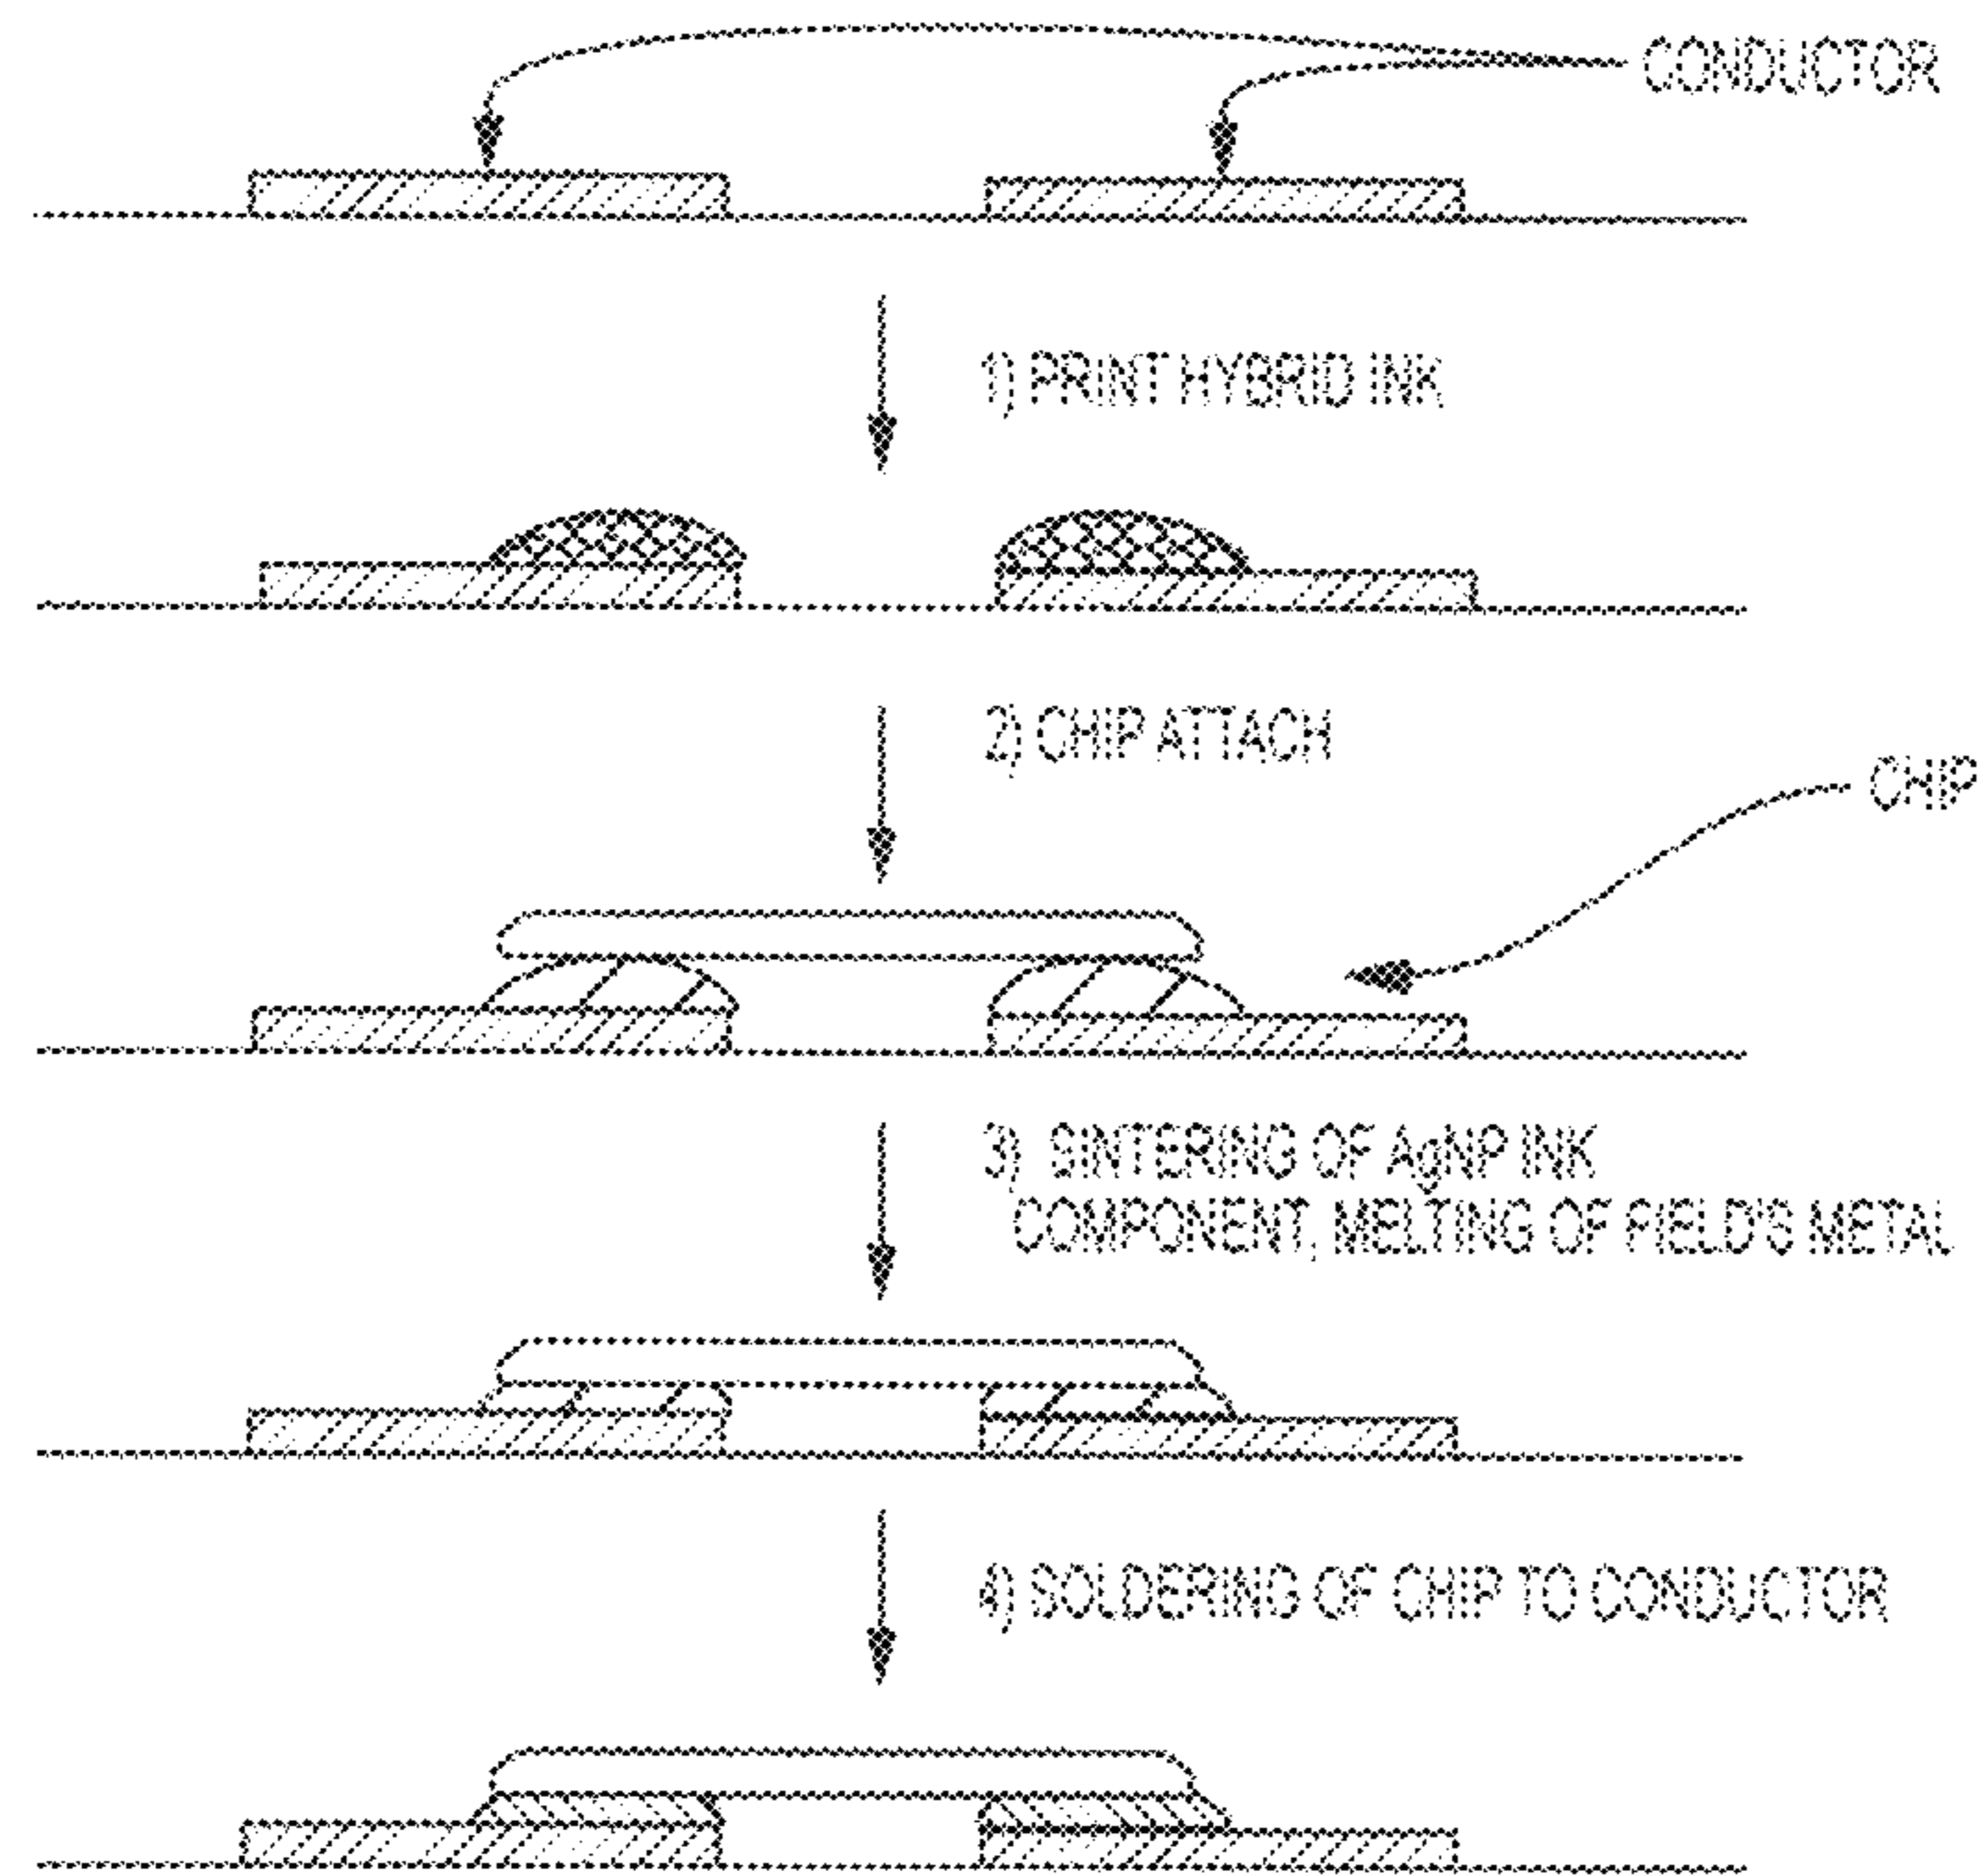 CONDUCTOR
1) PRINT HYBRID INK
2) CHIP ATTACH
CHIP
3) SINTERING OF AgNP INK
COMPONENT, MELTING OF FIELD'S METAL
4) SOLDERING OF CHIP TO CONDUCTOR